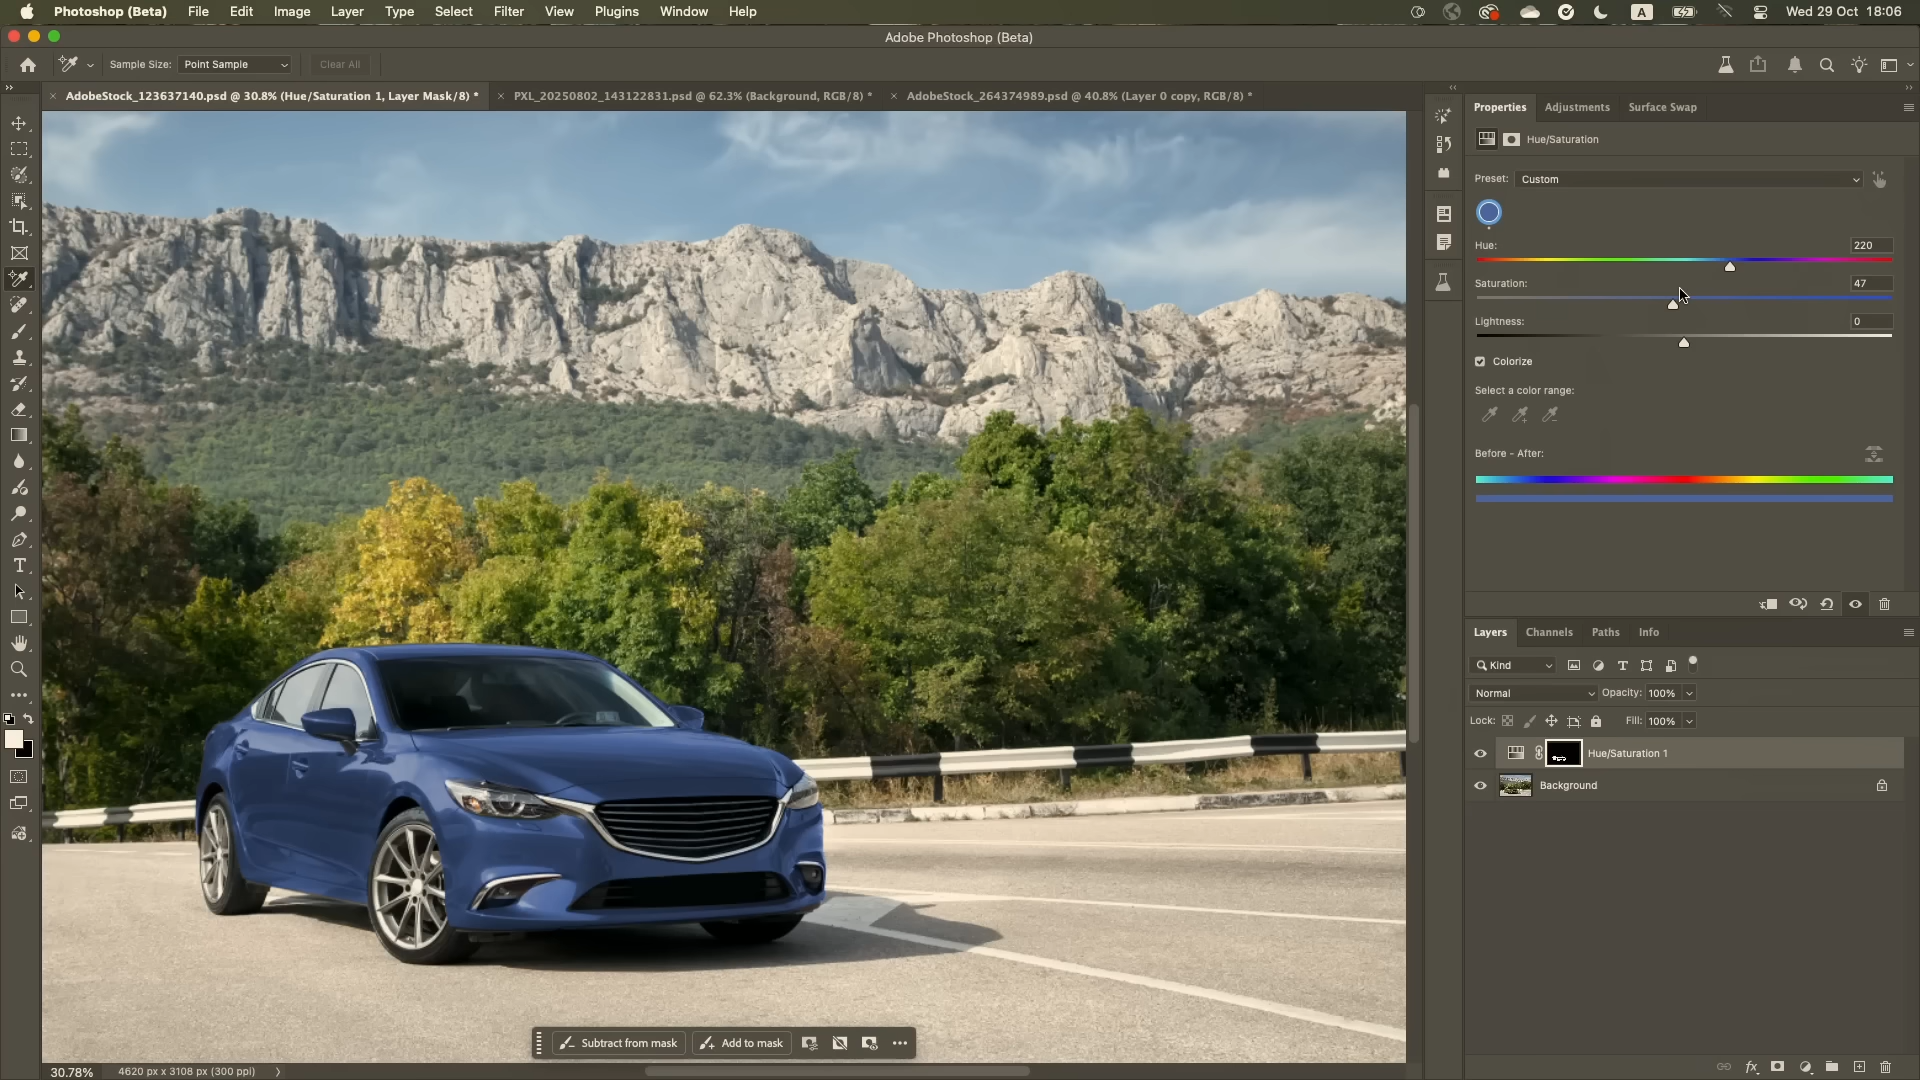 Photoshop (Beta) File Edit Image Layer Type Select Filter View Plugins Window Help A Wed 29 Oct 18:06
Adobe Photoshop (Beta)
Sample Size: Point Sample Clear All
AdobeStock_123637140.psd @ 30.8% (Hue/Saturation 1, Layer Mask/8) * PXL_20250802_143122831.psd @ 62.3% (Background, RGB/8) * AdobeStock_264374989.psd @ 40.8% (Layer 0 copy, RGB/8) *
Properties Adjustments Surface Swap
Hue/Saturation
Preset: Custom
Hue: 220
Saturation: 47
Lightness: 0
Colorize
Select a color range:
Before - After:
Layers Channels Paths Info
Kind
Normal Opacity: 100%
Lock: Fill: 100%
Hue/Saturation 1
Background
Subtract from mask Add to mask
30.78% 4620 px x 3108 px (300 ppi)
fx